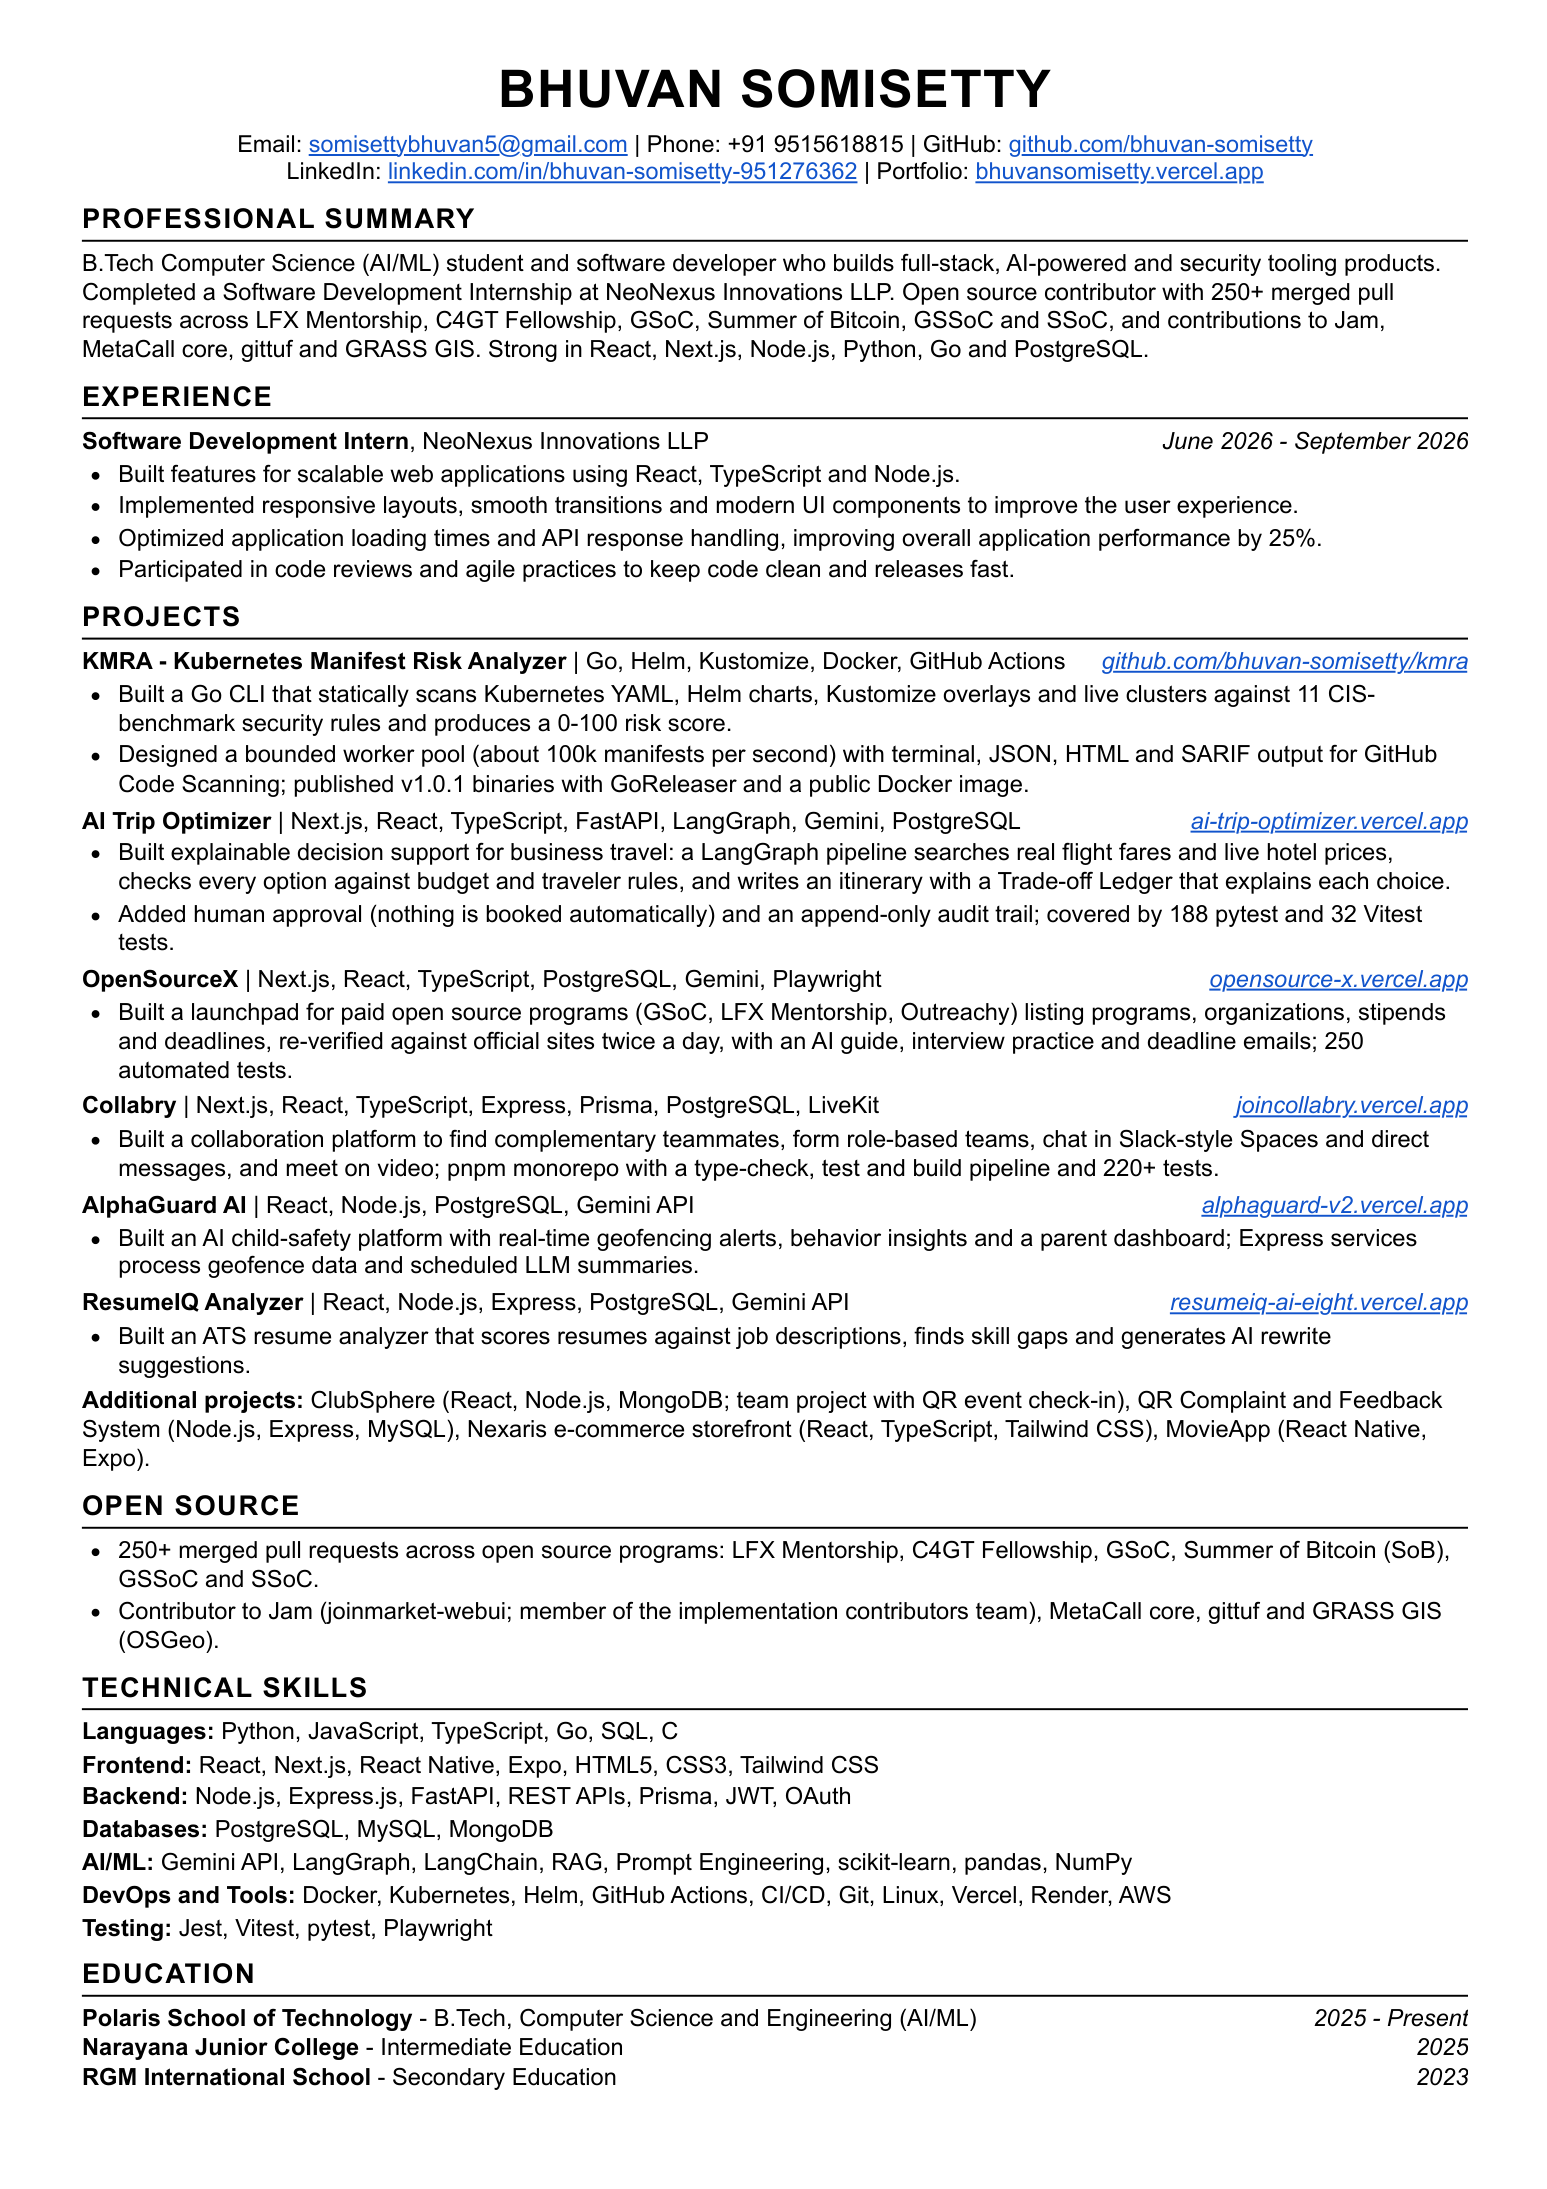 BHUVAN SOMISETTY
Email: somisettybhuvan5@gmail.com | Phone: +91 9515618815 | GitHub: github.com/bhuvan-somisetty
LinkedIn: linkedin.com/in/bhuvan-somisetty-951276362 | Portfolio: bhuvansomisetty.vercel.app
PROFESSIONAL SUMMARY
B.Tech Computer Science (AI/ML) student and software developer who builds full-stack, AI-powered and security tooling products.
Completed a Software Development Internship at NeoNexus Innovations LLP. Open source contributor with 250+ merged pull
requests across LFX Mentorship, C4GT Fellowship, GSoC, Summer of Bitcoin, GSSoC and SSoC, and contributions to Jam,
MetaCall core, gittuf and GRASS GIS. Strong in React, Next.js, Node.js, Python, Go and PostgreSQL.
EXPERIENCE
Software Development Intern, NeoNexus Innovations LLP June 2026 - September 2026
• Built features for scalable web applications using React, TypeScript and Node.js.
• Implemented responsive layouts, smooth transitions and modern UI components to improve the user experience.
• Optimized application loading times and API response handling, improving overall application performance by 25%.
• Participated in code reviews and agile practices to keep code clean and releases fast.
PROJECTS
KMRA - Kubernetes Manifest Risk Analyzer | Go, Helm, Kustomize, Docker, GitHub Actions github.com/bhuvan-somisetty/kmra
• Built a Go CLI that statically scans Kubernetes YAML, Helm charts, Kustomize overlays and live clusters against 11 CIS-
benchmark security rules and produces a 0-100 risk score.
• Designed a bounded worker pool (about 100k manifests per second) with terminal, JSON, HTML and SARIF output for GitHub
Code Scanning; published v1.0.1 binaries with GoReleaser and a public Docker image.
AI Trip Optimizer | Next.js, React, TypeScript, FastAPI, LangGraph, Gemini, PostgreSQL ai-trip-optimizer.vercel.app
• Built explainable decision support for business travel: a LangGraph pipeline searches real flight fares and live hotel prices,
checks every option against budget and traveler rules, and writes an itinerary with a Trade-off Ledger that explains each choice.
• Added human approval (nothing is booked automatically) and an append-only audit trail; covered by 188 pytest and 32 Vitest
tests.
OpenSourceX | Next.js, React, TypeScript, PostgreSQL, Gemini, Playwright opensource-x.vercel.app
• Built a launchpad for paid open source programs (GSoC, LFX Mentorship, Outreachy) listing programs, organizations, stipends
and deadlines, re-verified against official sites twice a day, with an AI guide, interview practice and deadline emails; 250
automated tests.
Collabry | Next.js, React, TypeScript, Express, Prisma, PostgreSQL, LiveKit joincollabry.vercel.app
• Built a collaboration platform to find complementary teammates, form role-based teams, chat in Slack-style Spaces and direct
messages, and meet on video; pnpm monorepo with a type-check, test and build pipeline and 220+ tests.
AlphaGuard AI | React, Node.js, PostgreSQL, Gemini API alphaguard-v2.vercel.app
• Built an AI child-safety platform with real-time geofencing alerts, behavior insights and a parent dashboard; Express services
process geofence data and scheduled LLM summaries.
ResumeIQ Analyzer | React, Node.js, Express, PostgreSQL, Gemini API resumeiq-ai-eight.vercel.app
• Built an ATS resume analyzer that scores resumes against job descriptions, finds skill gaps and generates AI rewrite
suggestions.
Additional projects: ClubSphere (React, Node.js, MongoDB; team project with QR event check-in), QR Complaint and Feedback
System (Node.js, Express, MySQL), Nexaris e-commerce storefront (React, TypeScript, Tailwind CSS), MovieApp (React Native,
Expo).
OPEN SOURCE
• 250+ merged pull requests across open source programs: LFX Mentorship, C4GT Fellowship, GSoC, Summer of Bitcoin (SoB),
GSSoC and SSoC.
• Contributor to Jam (joinmarket-webui; member of the implementation contributors team), MetaCall core, gittuf and GRASS GIS
(OSGeo).
TECHNICAL SKILLS
Languages: Python, JavaScript, TypeScript, Go, SQL, C
Frontend: React, Next.js, React Native, Expo, HTML5, CSS3, Tailwind CSS
Backend: Node.js, Express.js, FastAPI, REST APIs, Prisma, JWT, OAuth
Databases: PostgreSQL, MySQL, MongoDB
AI/ML: Gemini API, LangGraph, LangChain, RAG, Prompt Engineering, scikit-learn, pandas, NumPy
DevOps and Tools: Docker, Kubernetes, Helm, GitHub Actions, CI/CD, Git, Linux, Vercel, Render, AWS
Testing: Jest, Vitest, pytest, Playwright
EDUCATION
Polaris School of Technology - B.Tech, Computer Science and Engineering (AI/ML) 2025 - Present
Narayana Junior College - Intermediate Education 2025
RGM International School - Secondary Education 2023